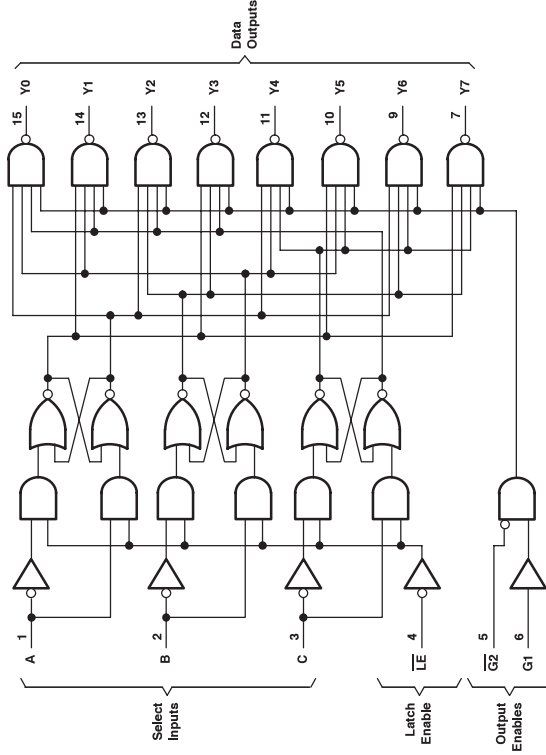 Select
Inputs
A
1
B
2
C
3
Latch
Enable
LE
4
Output
Enables
G2
5
G1
6
15
Y0
14
Y1
13
Y2
12
Y3
11
Y4
10
Y5
9
Y6
7
Y7
Data
Outputs